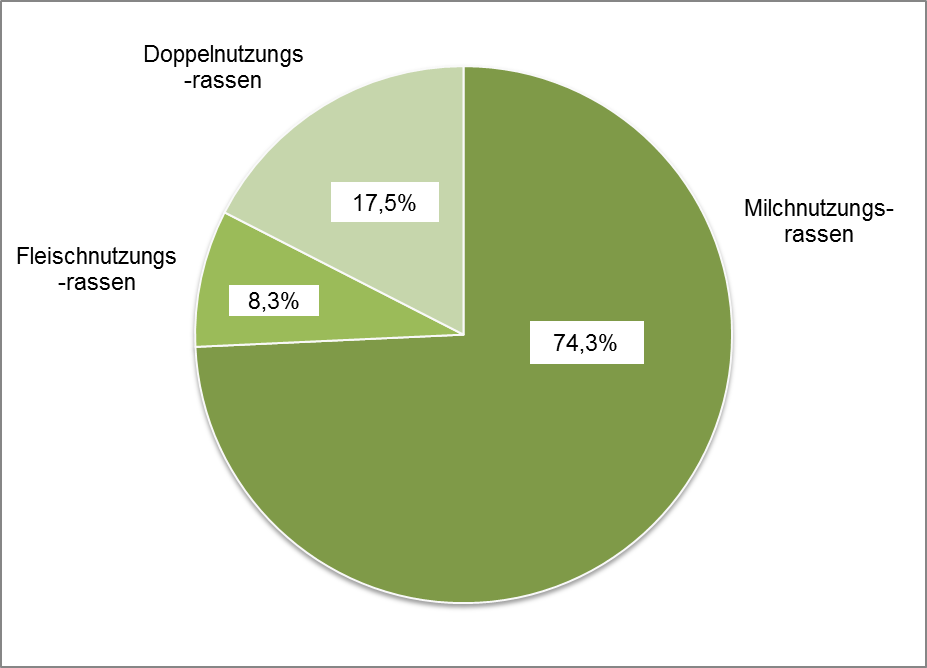 Doppelnutzungs
-rassen
17,5%
Milchnutzungs-
rassen
Fleischnutzungs
-rassen
8,3%
74,3%